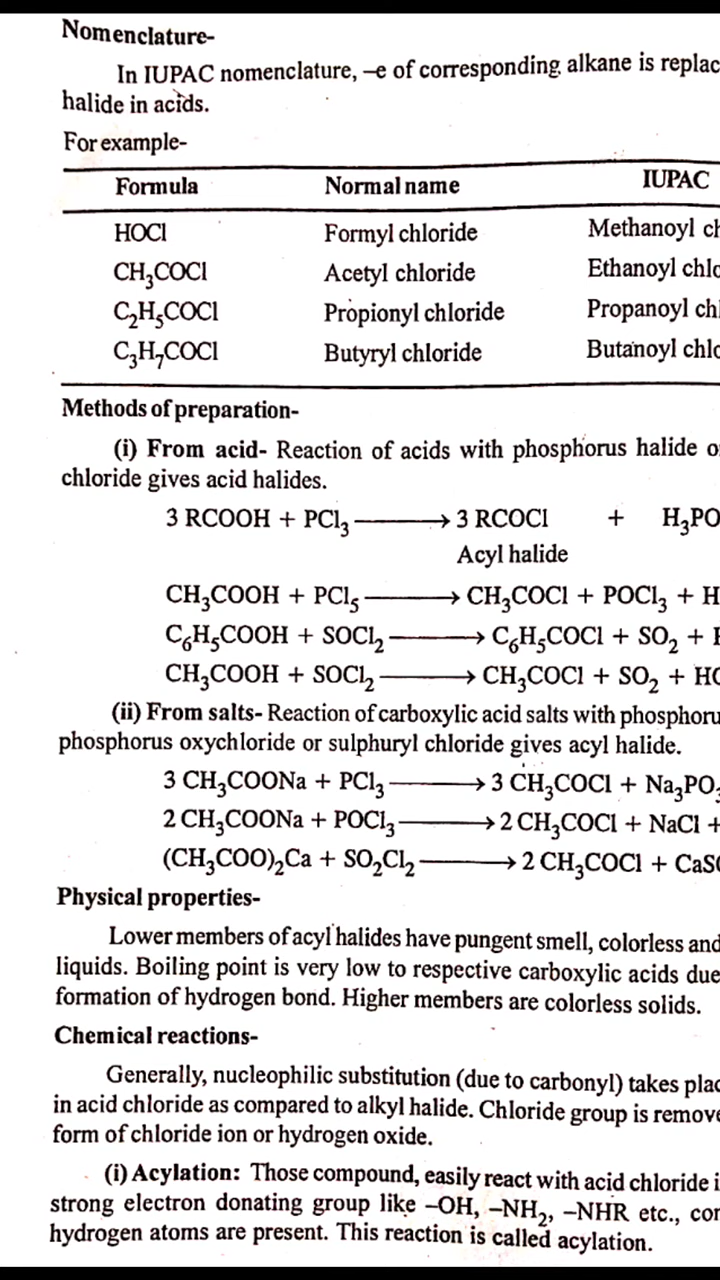 Nomenclature-
In IUPAC nomenclature, –e of corresponding alkane is replac
halide in acids.
For example-
Formula Normal name IUPAC
HOCl Formyl chloride Methanoyl ch
CH₃COCl Acetyl chloride Ethanoyl chlo
C₂H₅COCl Propionyl chloride Propanoyl ch
C₃H₇COCl Butyryl chloride Butanoyl chlo
Methods of preparation-
(i) From acid- Reaction of acids with phosphorus halide o
chloride gives acid halides.
3 RCOOH + PCl₃ ⟶ 3 RCOCl + H₃PO
Acyl halide
CH₃COOH + PCl₅ ⟶ CH₃COCl + POCl₃ + H
C₆H₅COOH + SOCl₂ ⟶ C₆H₅COCl + SO₂ +
CH₃COOH + SOCl₂ ⟶ CH₃COCl + SO₂ + HC
(ii) From salts- Reaction of carboxylic acid salts with phosphoru
phosphorus oxychloride or sulphuryl chloride gives acyl halide.
3 CH₃COONa + PCl₃ ⟶ 3 CH₃COCl + Na₃PO₃
2 CH₃COONa + POCl₃ ⟶ 2 CH₃COCl + NaCl +
(CH₃COO)₂Ca + SO₂Cl₂ ⟶ 2 CH₃COCl + CaS
Physical properties-
Lower members of acyl halides have pungent smell, colorless and
liquids. Boiling point is very low to respective carboxylic acids due
formation of hydrogen bond. Higher members are colorless solids.
Chemical reactions-
Generally, nucleophilic substitution (due to carbonyl) takes plac
in acid chloride as compared to alkyl halide. Chloride group is remove
form of chloride ion or hydrogen oxide.
(i) Acylation: Those compound, easily react with acid chloride i
strong electron donating group like –OH, –NH₂, –NHR etc., cor
hydrogen atoms are present. This reaction is called acylation.